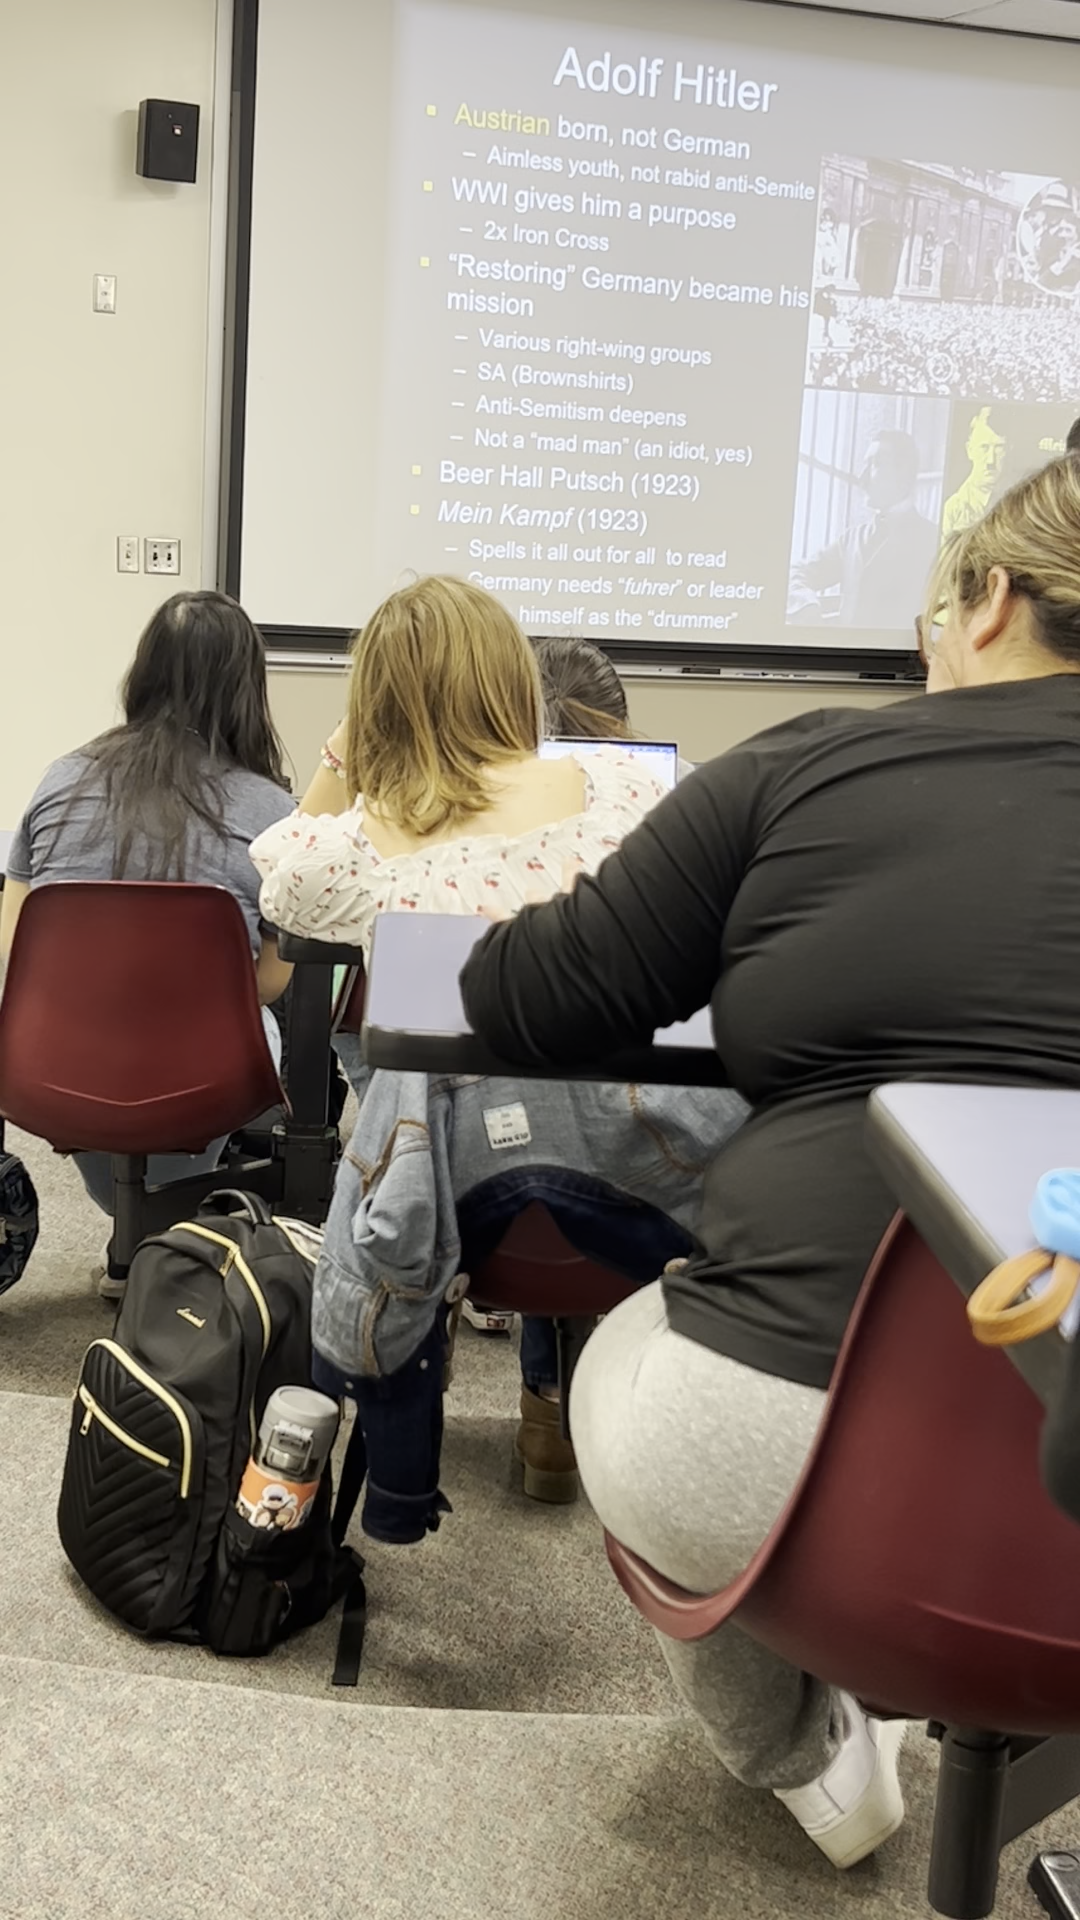 Adolf Hitler
▪ Austrian born, not German
– Aimless youth, not rabid anti-Semite
▪ WWI gives him a purpose
– 2x Iron Cross
▪ “Restoring” Germany became his
mission
– Various right-wing groups
– SA (Brownshirts)
– Anti-Semitism deepens
– Not a “mad man” (an idiot, yes)
▪ Beer Hall Putsch (1923)
▪ Mein Kampf (1923)
– Spells it all out for all to read
Germany needs “fuhrer” or leader
himself as the “drummer”